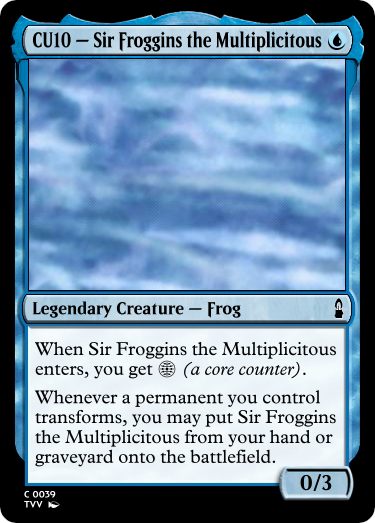 CU10 — Sir Froggins the Multiplicitous
Legendary Creature — Frog
When Sir Froggins the Multiplicitous
enters, you get (a core counter).
Whenever a permanent you control
transforms, you may put Sir Froggins
the Multiplicitous from your hand or
graveyard onto the battlefield.
0/3
C 0039
TVV